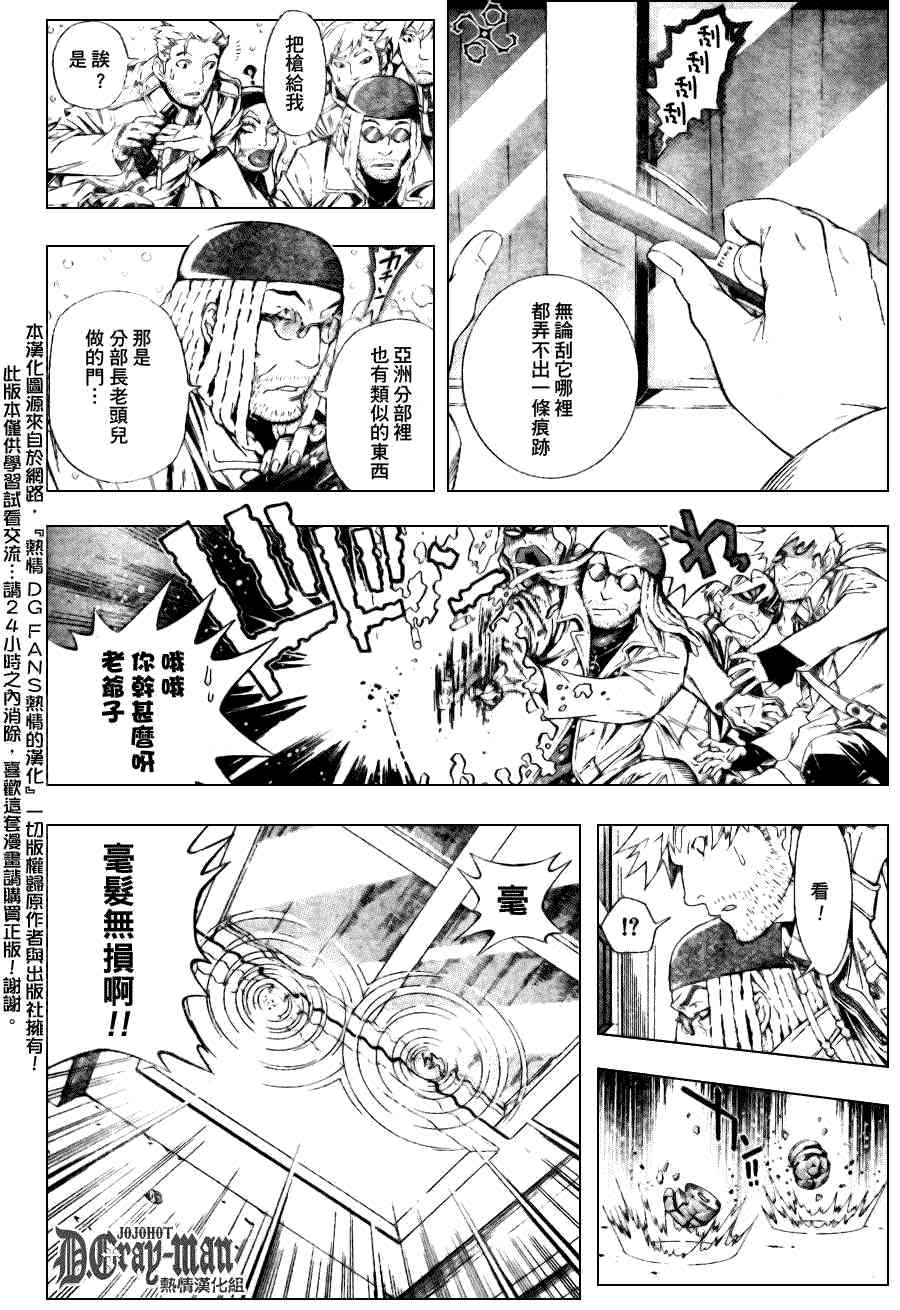 刮刮刮刮
無論刮它哪裡
都弄不出一條痕跡
把槍給我
誒？
是
カチッ
亞洲分部裡
也有類似的東西
那是
分部長老頭兒
做的門…
わっ
哦哦
你幹甚麼呀
老爺子
看！
!?
!!
毫
毫髮無損啊!!
本漢化圖源來自於網路，『熱情DG FANS熱情的漢化』一切版權歸原作者與出版社擁有！
此版本僅供學習試看交流…請24小時之內消除，喜歡這套漫畫請購買正版！謝謝。
JOJOHOT
D.Gray-man
熱情漢化組